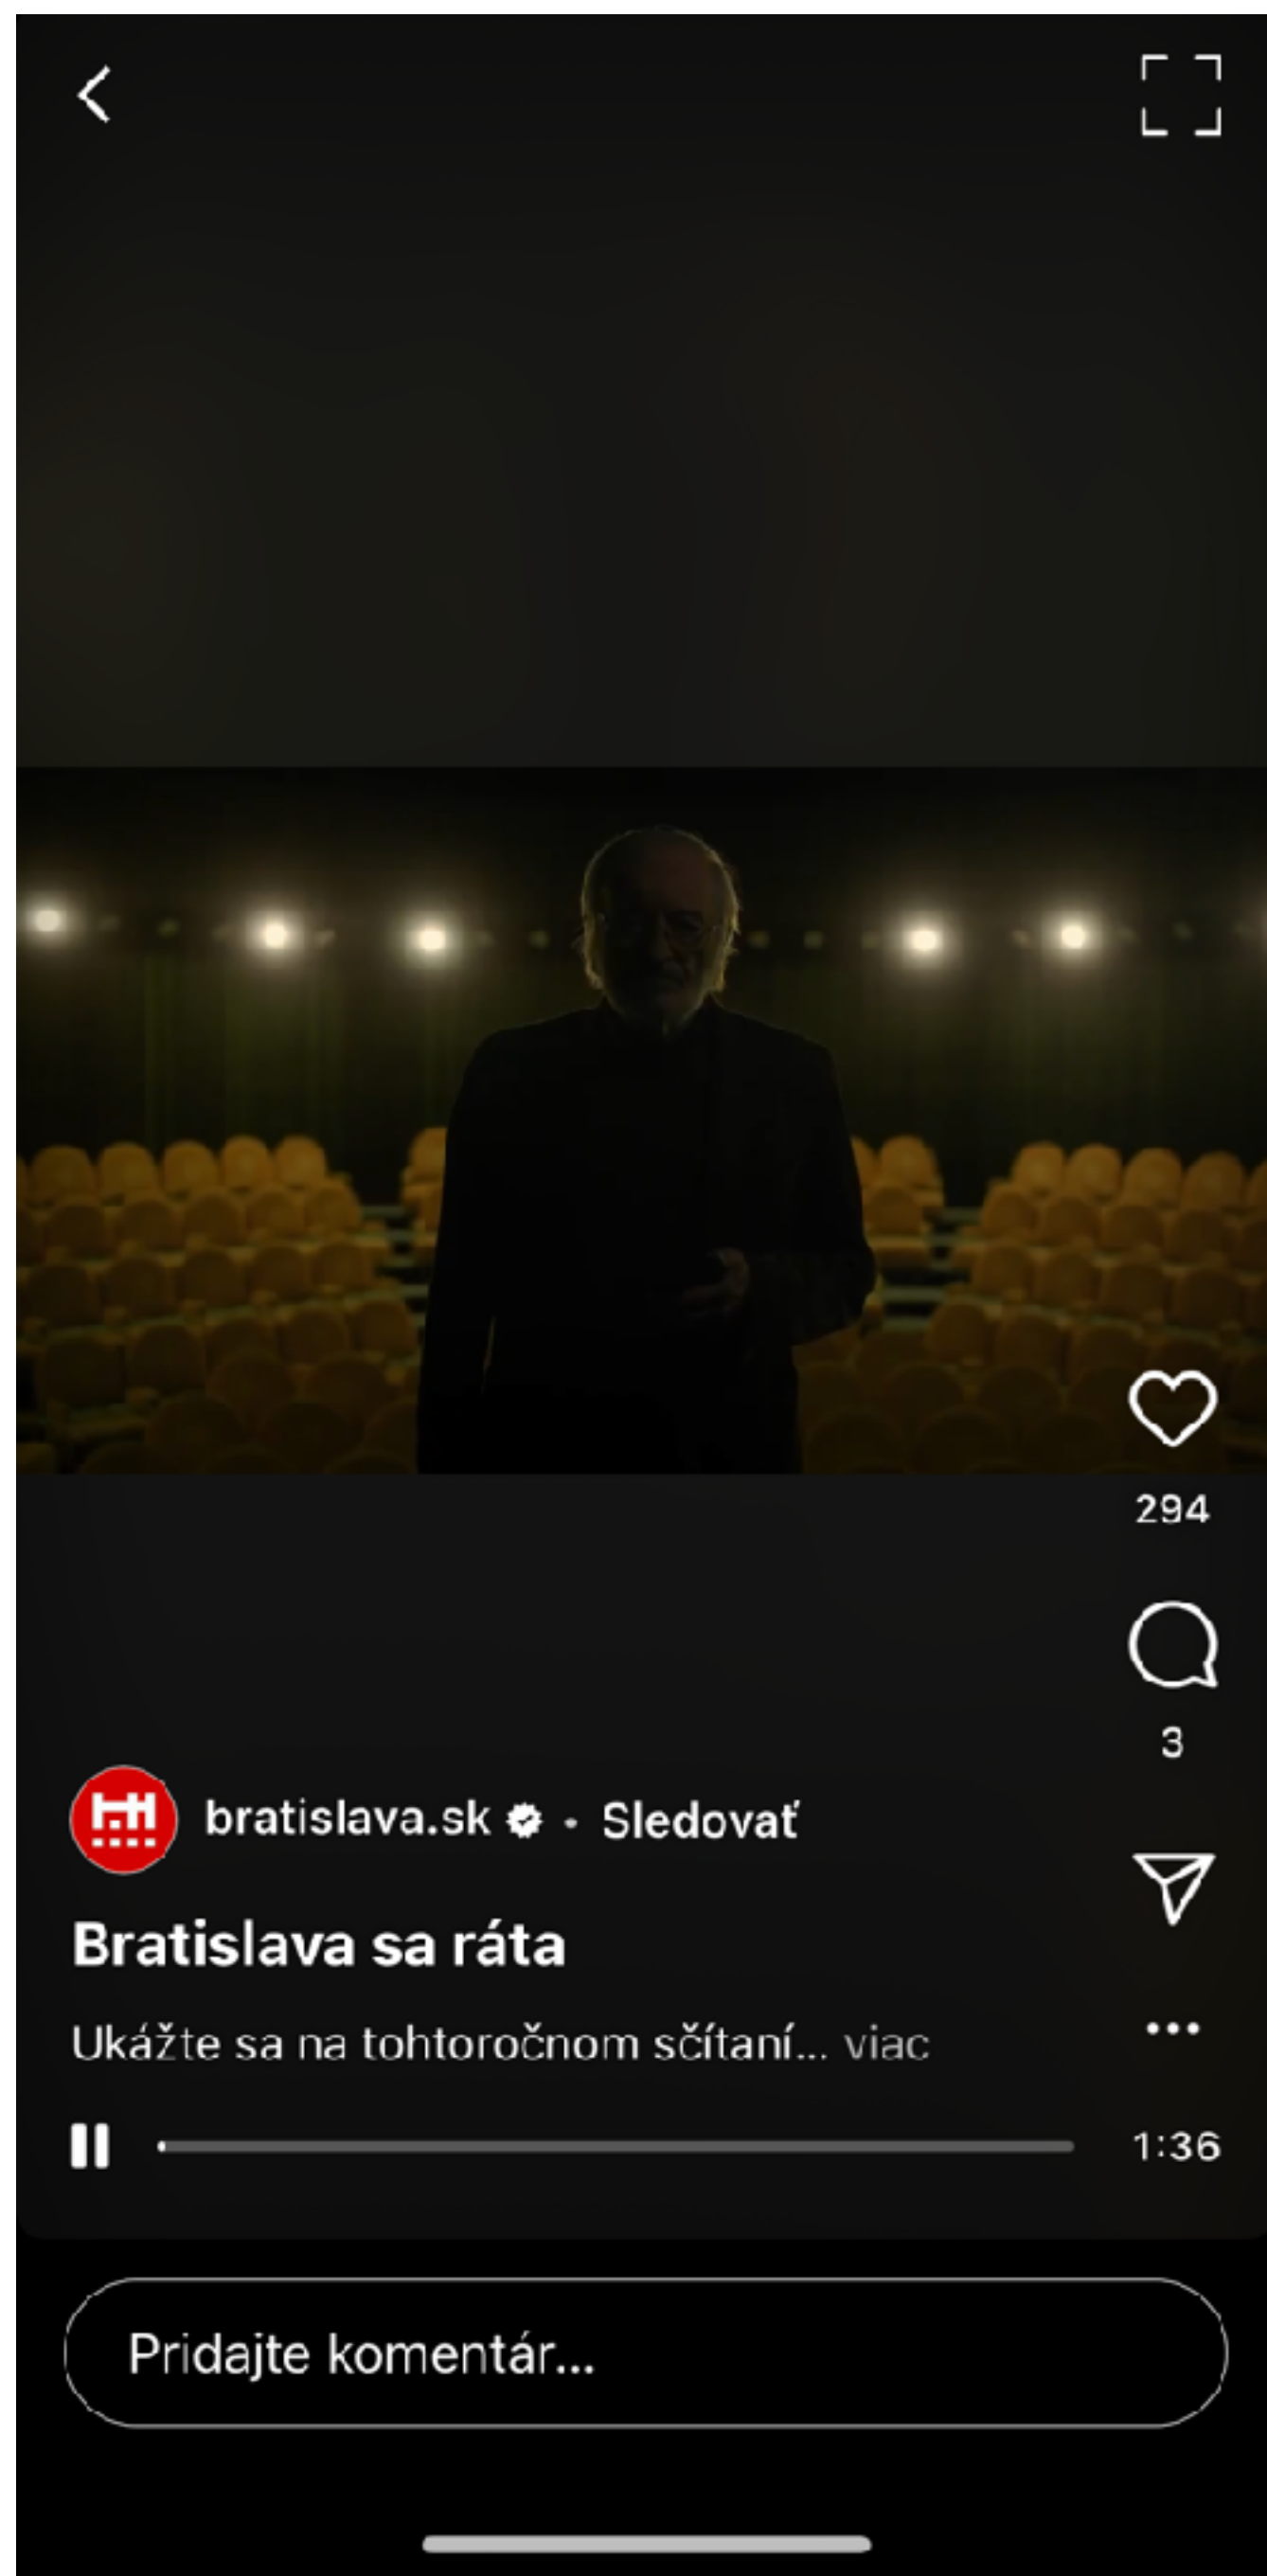 294
3
bratislava.sk • Sledovať
Bratislava sa ráta
Ukážte sa na tohtoročnom sčítaní... viac
1:36
Pridajte komentár...